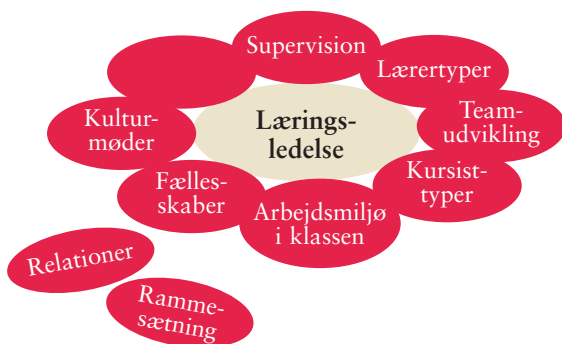 Supervision
Lærertyper
Team-
udvikling
Kultur-
møder
Lærings-
ledelse
Kursist-
typer
Fælles-
skaber
Arbejdsmiljø
i klassen
Relationer
Ramme-
sætning